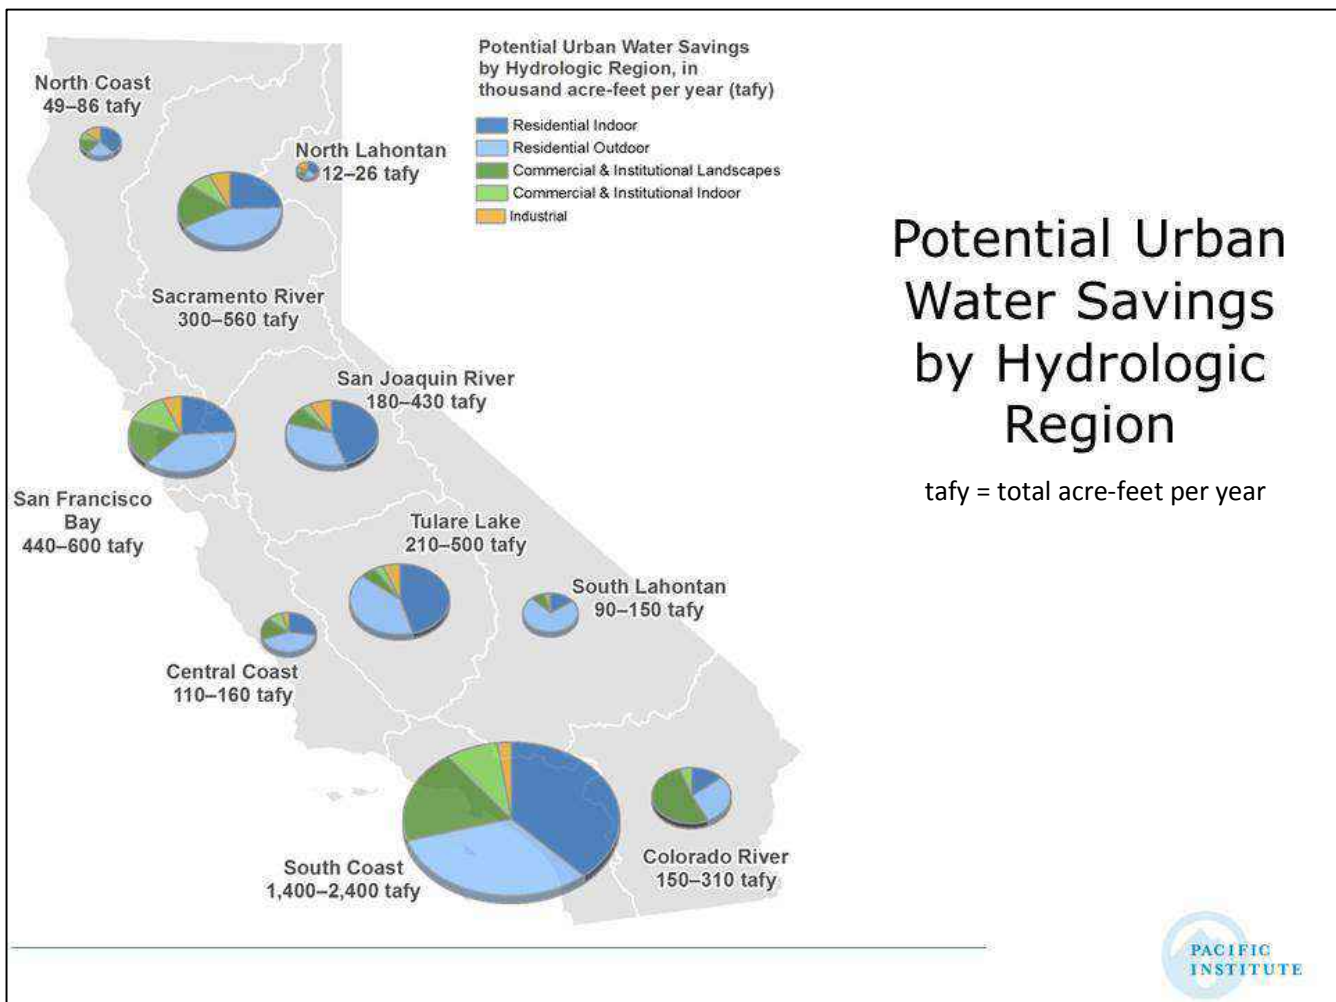 Potential Urban Water Savings
by Hydrologic Region, in
thousand acre-feet per year (tafy)
Residential Indoor
Residential Outdoor
Commercial & Institutional Landscapes
Commercial & Institutional Indoor
Industrial
North Coast
49–86 tafy
North Lahontan
12–26 tafy
Sacramento River
300–560 tafy
San Joaquin River
180–430 tafy
San Francisco
Bay
440–600 tafy
Tulare Lake
210–500 tafy
South Lahontan
90–150 tafy
Central Coast
110–160 tafy
South Coast
1,400–2,400 tafy
Colorado River
150–310 tafy
Potential Urban
Water Savings
by Hydrologic
Region
tafy = total acre-feet per year
PACIFIC
INSTITUTE